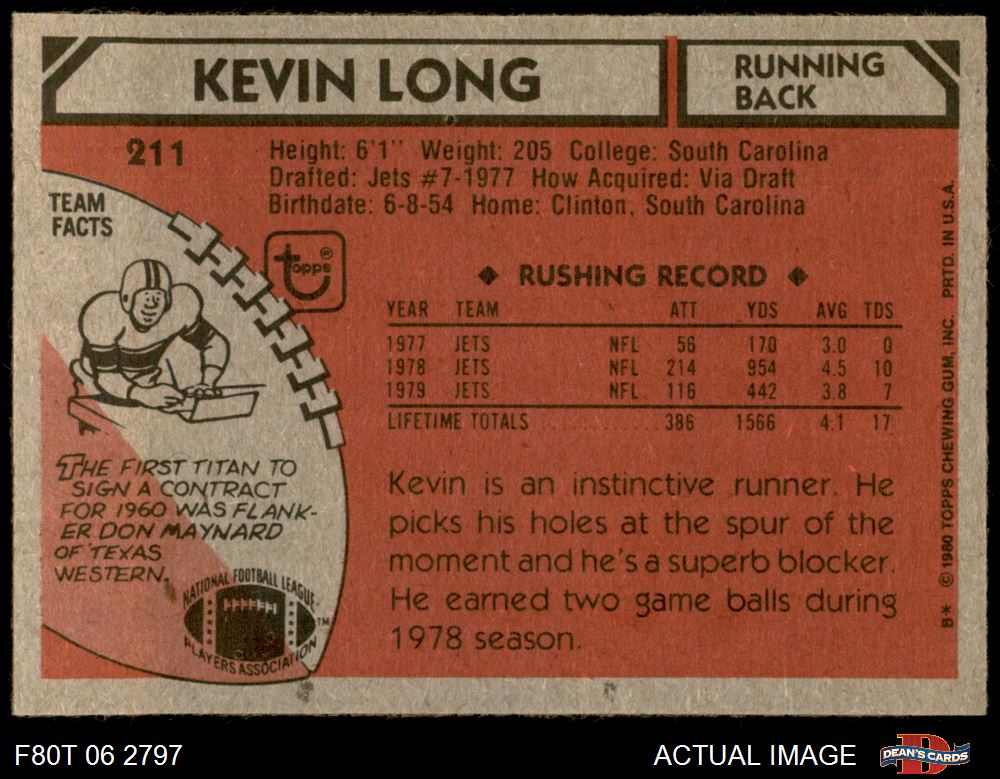 KEVIN LONG
RUNNING
BACK
211
Height: 6'1" Weight: 205 College: South Carolina
Drafted: Jets #7-1977 How Acquired: Via Draft
Birthdate: 6-8-54 Home: Clinton, South Carolina
TEAM
FACTS
topps®
◆ RUSHING RECORD ◆
YEAR TEAM ATT YDS AVG TDS
1977 JETS NFL 56 170 3.0 0
1978 JETS NFL 214 954 4.5 10
1979 JETS NFL 116 442 3.8 7
LIFETIME TOTALS ............ 386 1566 4.1 17
THE FIRST TITAN TO
SIGN A CONTRACT
FOR 1960 WAS FLANK-
ER DON MAYNARD
OF TEXAS
WESTERN.
NATIONAL FOOTBALL LEAGUE
PLAYERS ASSOCIATION
TM
Kevin is an instinctive runner. He
picks his holes at the spur of the
moment and he's a superb blocker.
He earned two game balls during
1978 season.
B* © 1980 TOPPS CHEWING GUM, INC. PRTD. IN U.S.A.
F80T 06 2797
ACTUAL IMAGE
D
DEAN'S CARDS